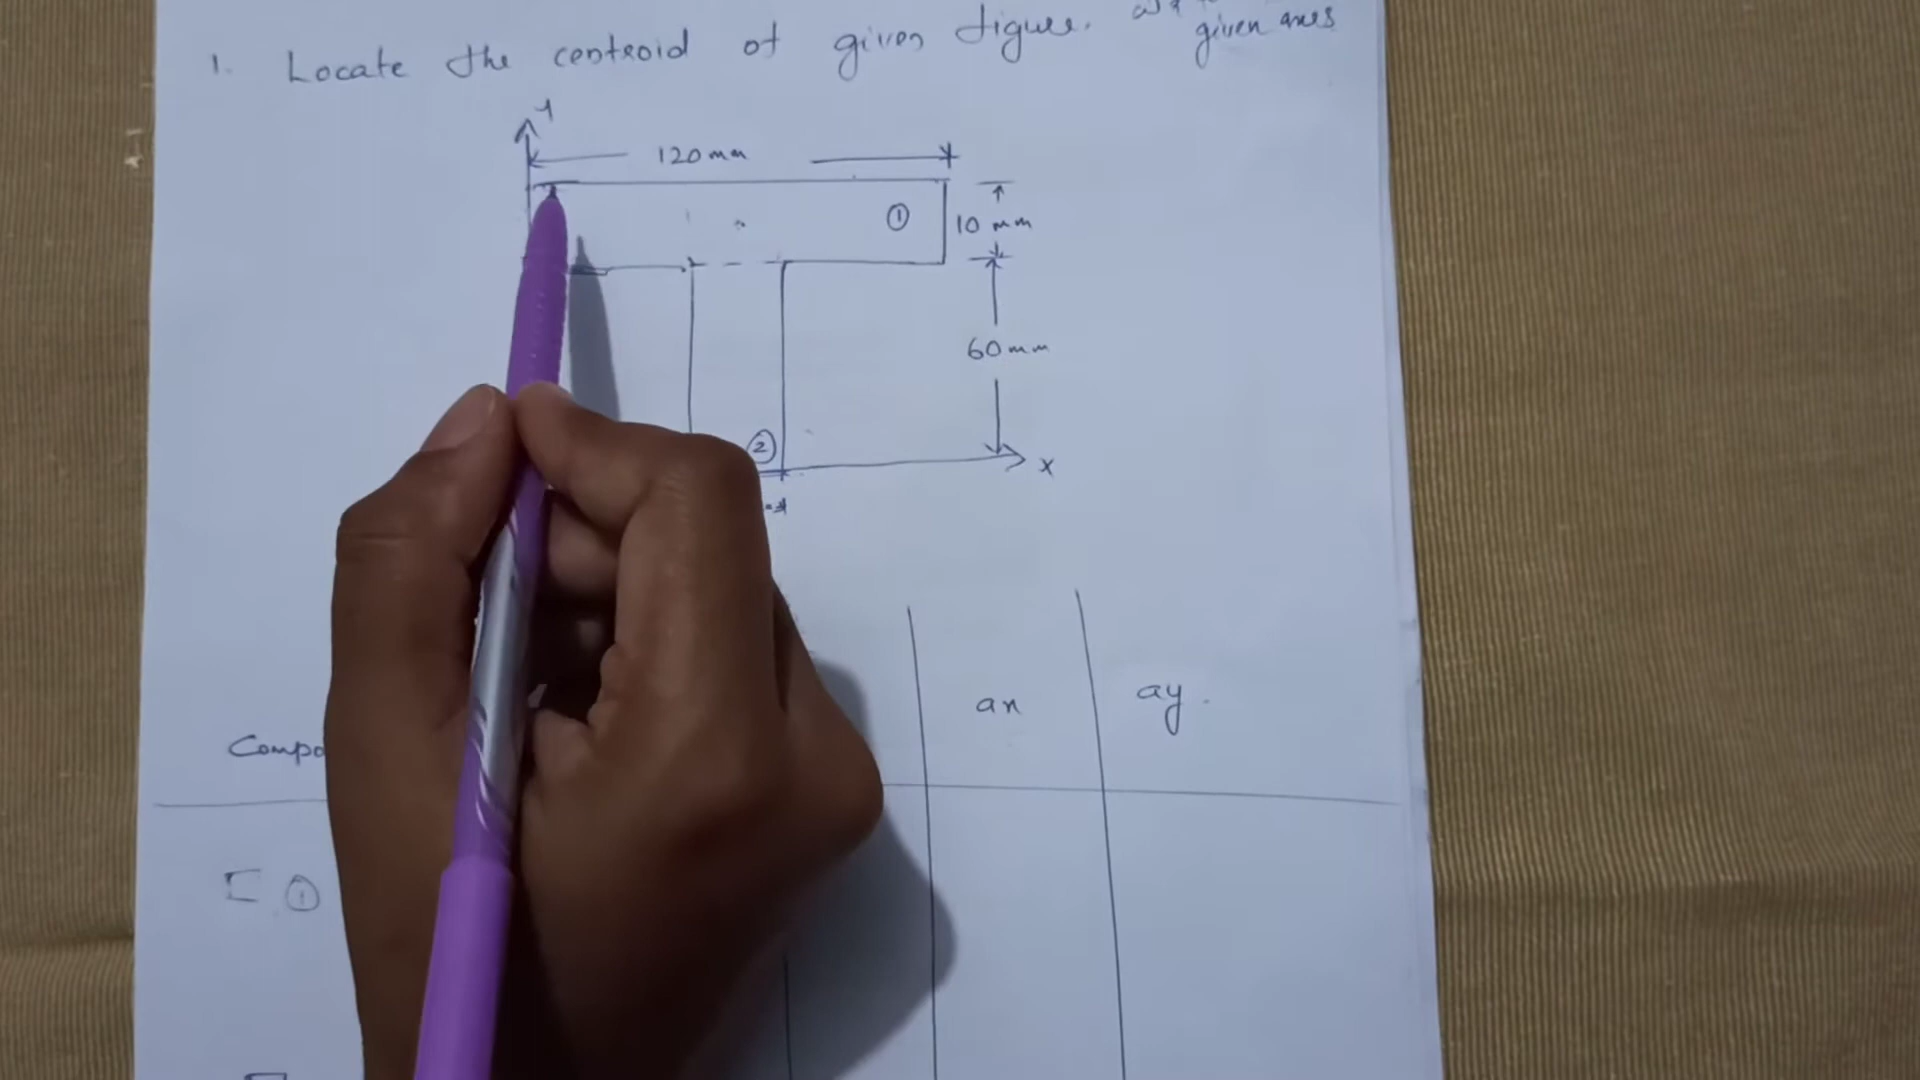 1. Locate the centroid of given figure.
given axes
Y
120 mm
①
10 mm
60 mm
②
x
ax
ay.
Compo
①